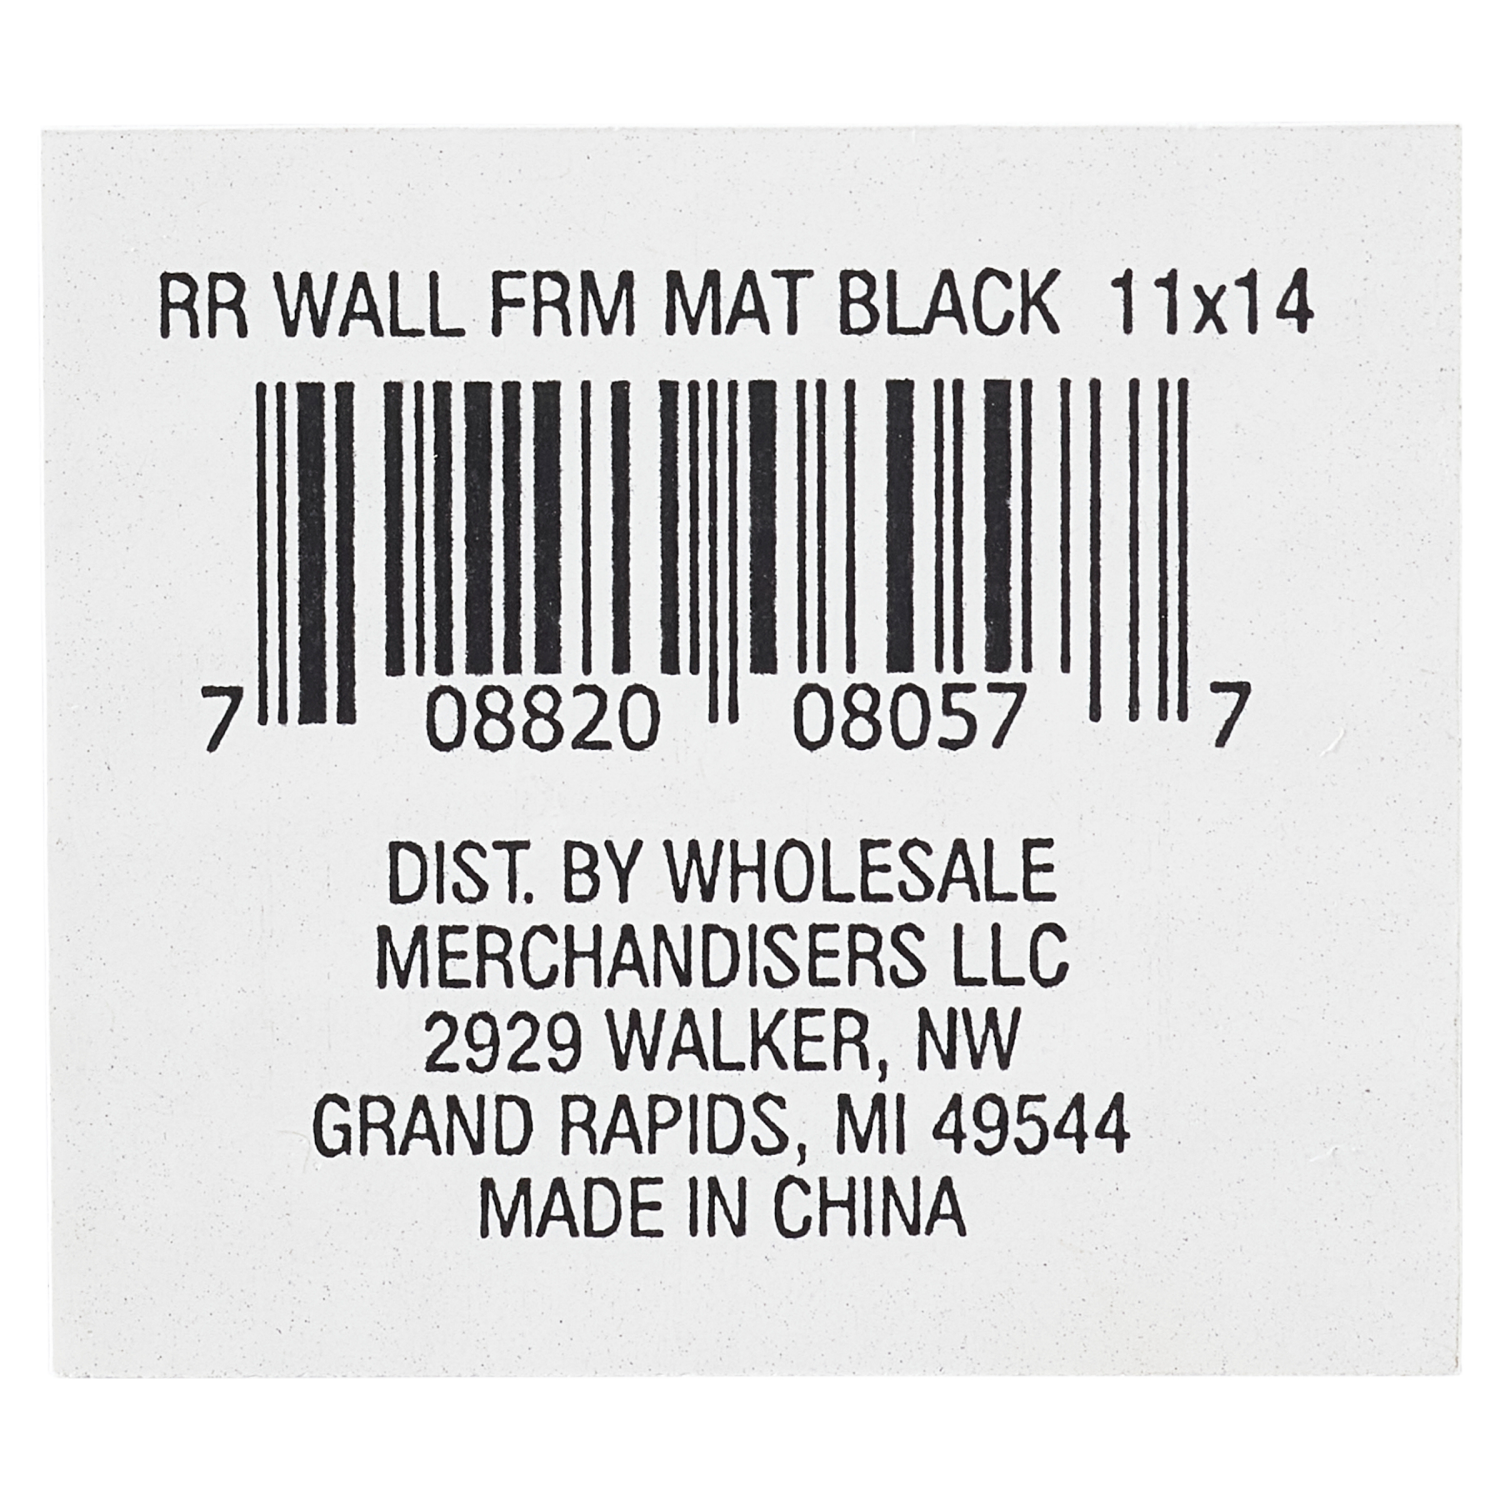 RR WALL FRM MAT BLACK 11x14
7 08820 08057 7
DIST. BY WHOLESALE
MERCHANDISERS LLC
2929 WALKER, NW
GRAND RAPIDS, MI 49544
MADE IN CHINA